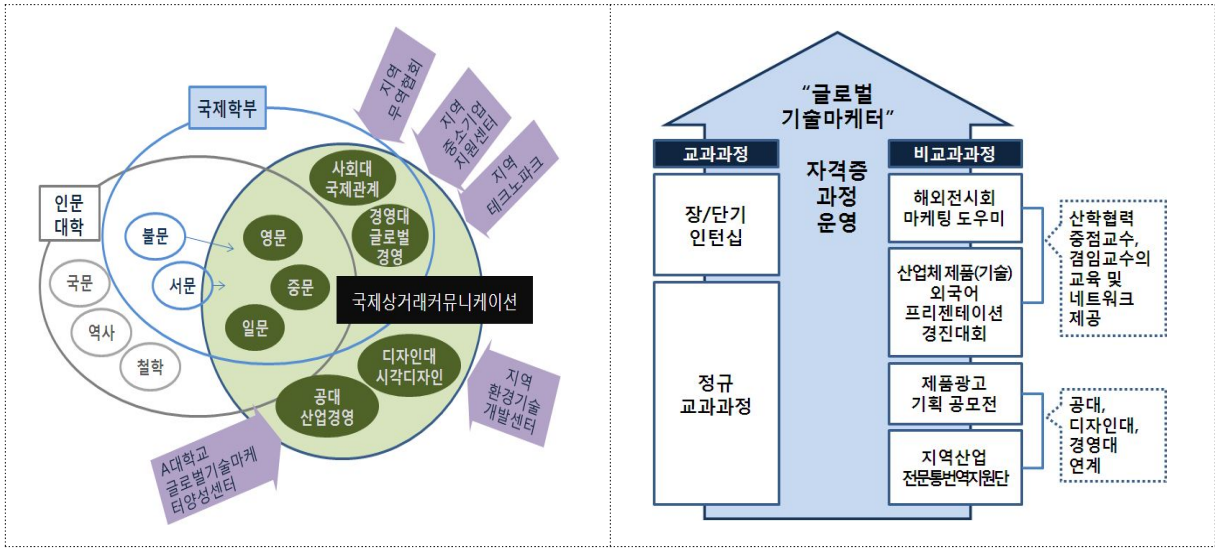 국제학부
인문
대학
불문
서문
국문
역사
철학
영문
중문
일문
사회대
국제관계
경영대
글로벌
경영
국제상거래커뮤니케이션
디자인대
시각디자인
공대
산업경영
지역
무역협회
지역
중소기업
지원센터
지역
테크노파크
지역
환경기술
개발센터
A대학교
글로벌기술마케
터양성센터
“글로벌
기술마케터”
자격증
과정
운영
교과과정
장/단기
인턴십
정규
교과과정
비교과과정
해외전시회
마케팅 도우미
산업체 제품(기술)
외국어
프리젠테이션
경진대회
제품광고
기획 공모전
지역산업
전문통번역지원단
산학협력
중점교수,
겸임교수의
교육 및
네트워크
제공
공대,
디자인대,
경영대
연계